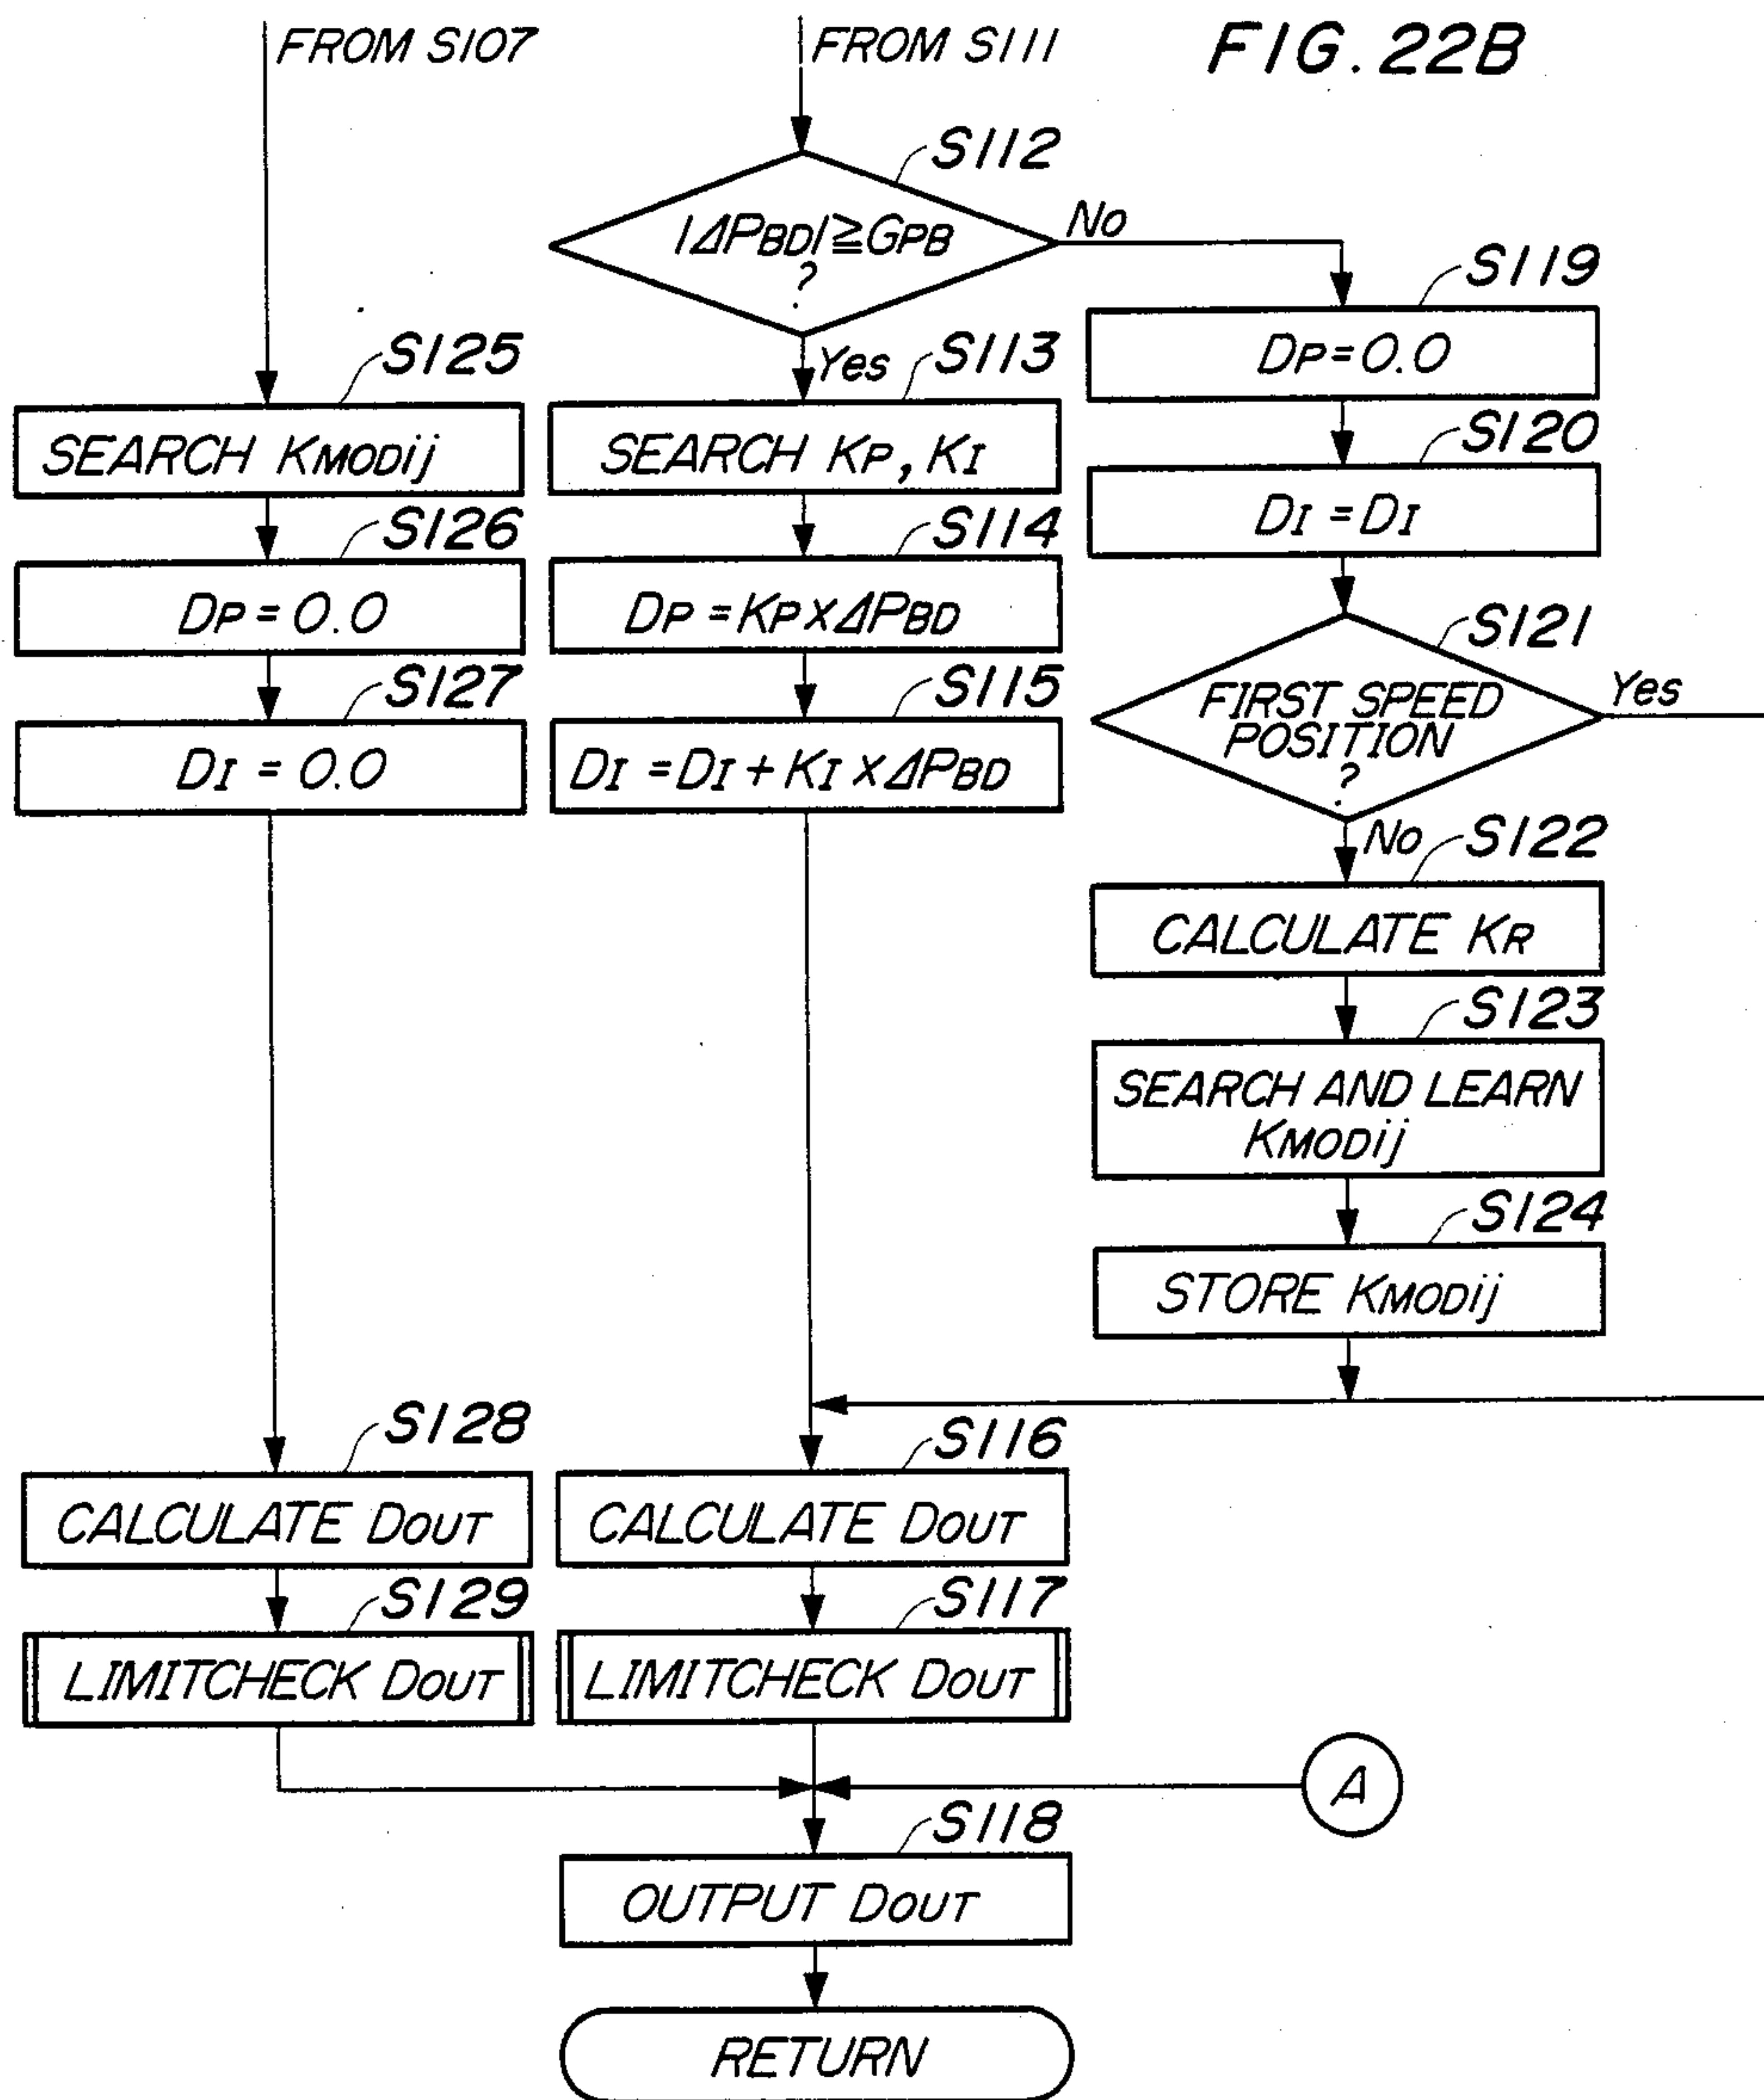 FROM S107
FROM S111
FIG. 22B
S112
|ΔPBD|≧GPB
?
No
Yes
S119
DP=0.0
S125
SEARCH KMODij
S113
SEARCH KP, KI
S120
DI=DI
S126
DP=0.0
S114
DP=KP×ΔPBD
S121
FIRST SPEED
POSITION
?
Yes
No
S127
DI=0.0
S115
DI=DI+KI×ΔPBD
S122
CALCULATE KR
S123
SEARCH AND LEARN
KMODij
S124
STORE KMODij
S128
CALCULATE DOUT
S116
CALCULATE DOUT
S129
LIMITCHECK DOUT
S117
LIMITCHECK DOUT
A
S118
OUTPUT DOUT
RETURN